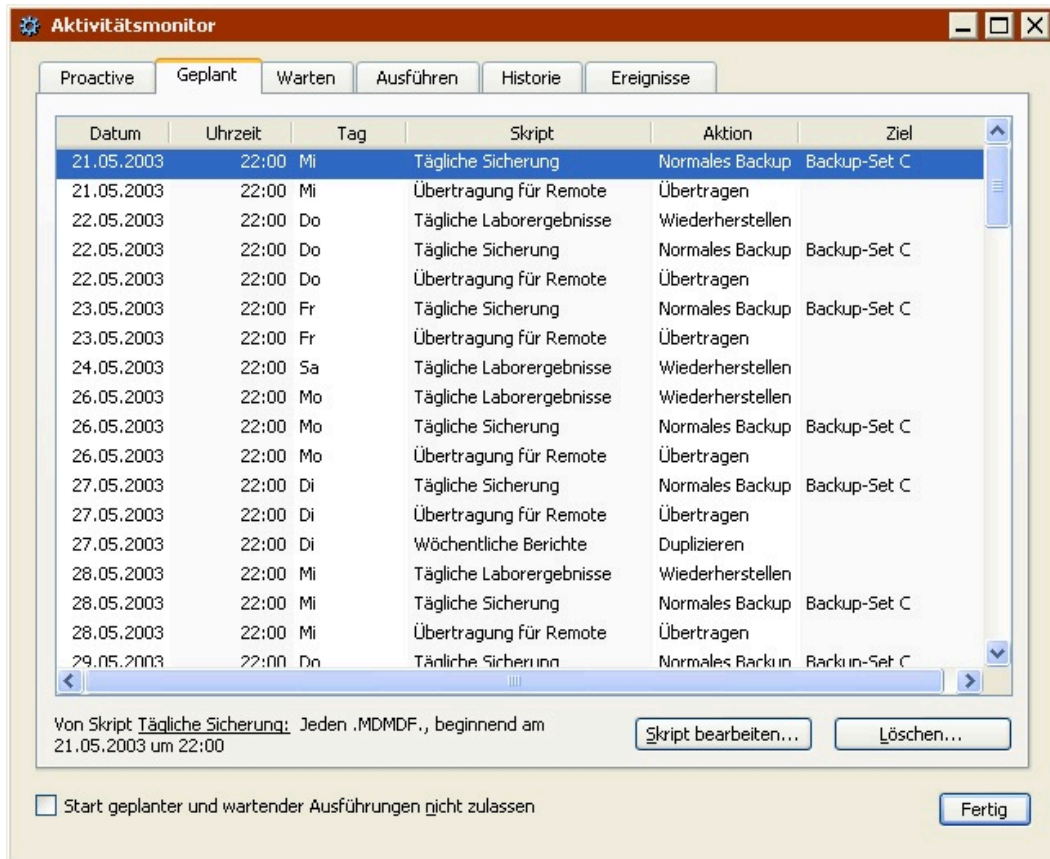 Aktivitätsmonitor
Proactive Geplant Warten Ausführen Historie Ereignisse
Datum Uhrzeit Tag Skript Aktion Ziel
21.05.2003 22:00 Mi Tägliche Sicherung Normales Backup Backup-Set C
21.05.2003 22:00 Mi Übertragung für Remote Übertragen
22.05.2003 22:00 Do Tägliche Laborergebnisse Wiederherstellen
22.05.2003 22:00 Do Tägliche Sicherung Normales Backup Backup-Set C
22.05.2003 22:00 Do Übertragung für Remote Übertragen
23.05.2003 22:00 Fr Tägliche Sicherung Normales Backup Backup-Set C
23.05.2003 22:00 Fr Übertragung für Remote Übertragen
24.05.2003 22:00 Sa Tägliche Laborergebnisse Wiederherstellen
26.05.2003 22:00 Mo Tägliche Laborergebnisse Wiederherstellen
26.05.2003 22:00 Mo Tägliche Sicherung Normales Backup Backup-Set C
26.05.2003 22:00 Mo Übertragung für Remote Übertragen
27.05.2003 22:00 Di Tägliche Sicherung Normales Backup Backup-Set C
27.05.2003 22:00 Di Übertragung für Remote Übertragen
27.05.2003 22:00 Di Wöchentliche Berichte Duplizieren
28.05.2003 22:00 Mi Tägliche Laborergebnisse Wiederherstellen
28.05.2003 22:00 Mi Tägliche Sicherung Normales Backup Backup-Set C
28.05.2003 22:00 Mi Übertragung für Remote Übertragen
29.05.2003 22:00 Do Tägliche Sicherung Normales Backup Backup-Set C
Von Skript Tägliche Sicherung: Jeden .MDMDF., beginnend am
21.05.2003 um 22:00
Skript bearbeiten... Löschen...
Start geplanter und wartender Ausführungen nicht zulassen
Fertig